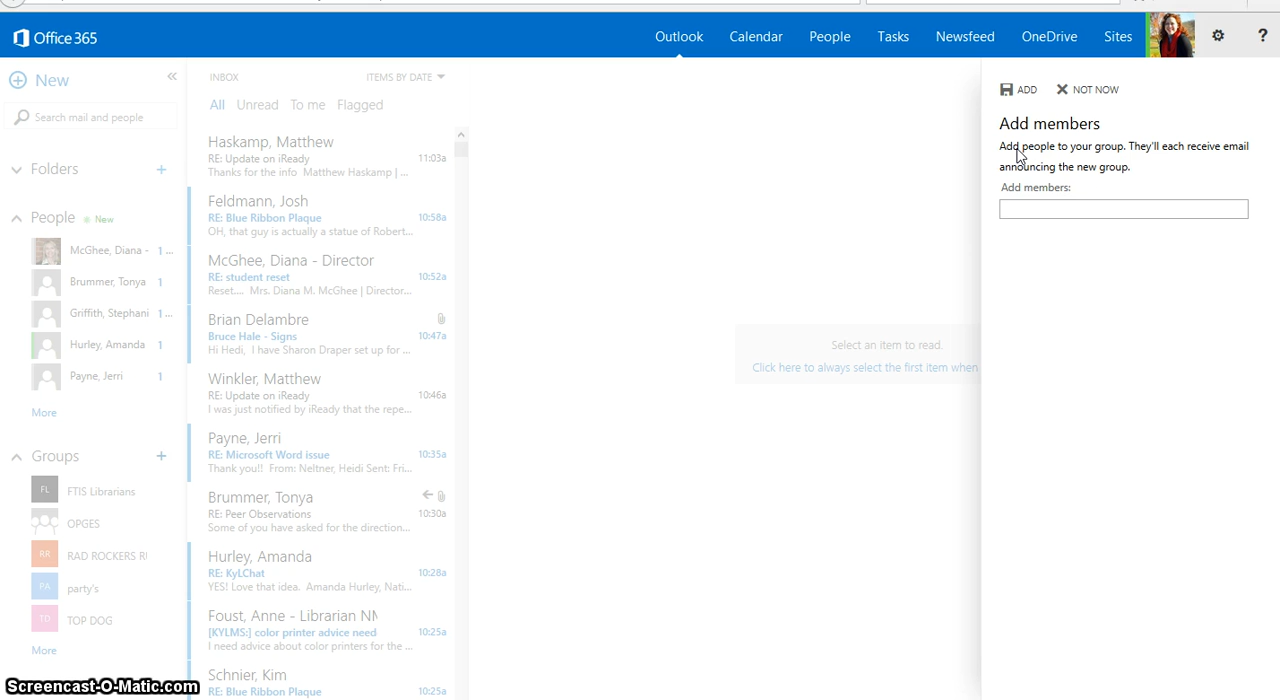 Office 365
Outlook Calendar People Tasks Newsfeed OneDrive Sites ?
New
Search mail and people
Folders
People New
McGhee, Diana - 1 ...
Brummer, Tonya 1
Griffith, Stephani 1 ...
Hurley, Amanda 1
Payne, Jerri 1
More
Groups
FL FTIS Librarians
OPGES
RR RAD ROCKERS RU
PA party's
TD TOP DOG
More
INBOX ITEMS BY DATE
All Unread To me Flagged
Haskamp, Matthew
RE: Update on iReady 11:03a
Thanks for the info Matthew Haskamp | ...
Feldmann, Josh
RE: Blue Ribbon Plaque 10:58a
OH, that guy is actually a statue of Robert...
McGhee, Diana - Director
RE: student reset 10:52a
Reset.... Mrs. Diana M. McGhee | Director...
Brian Delambre
Bruce Hale - Signs 10:47a
Hi Hedi, I have Sharon Draper set up for ...
Winkler, Matthew
RE: Update on iReady 10:46a
I was just notified by iReady that the repe...
Payne, Jerri
RE: Microsoft Word issue 10:35a
Thank you!! From: Neltner, Heidi Sent: Fri...
Brummer, Tonya
RE: Peer Observations 10:30a
Some of you have asked for the direction...
Hurley, Amanda
RE: KyLChat 10:28a
YES! Love that idea. Amanda Hurley, Nati...
Foust, Anne - Librarian NM
[KYLMS:] color printer advice need 10:25a
I need advice about color printers for the ...
Schnier, Kim
RE: Blue Ribbon Plaque 10:25a
Select an item to read.
Click here to always select the first item when
ADD NOT NOW
Add members
Add people to your group. They'll each receive email
announcing the new group.
Add members:
Screencast-O-Matic.com